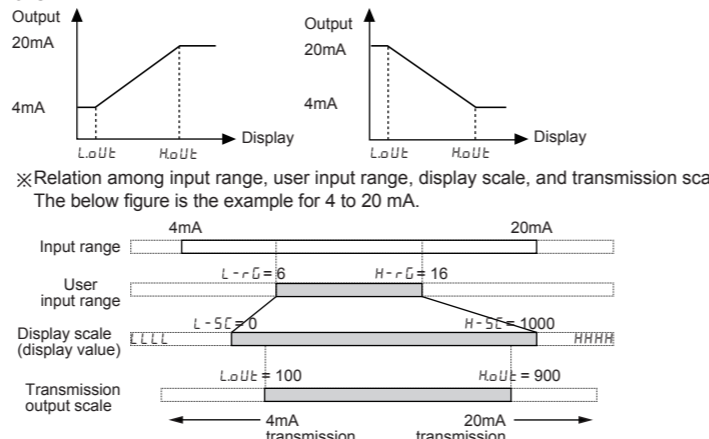 Output
20mA
4mA
L.oUt
H.oUt
Display
Output
20mA
4mA
L.oUt
H.oUt
Display
※Relation among input range, user input range, display scale, and transmission sca
The below figure is the example for 4 to 20 mA.
4mA
20mA
Input range
L-rG= 6
H-rG= 16
User
input range
L-SC= 0
H-SC= 1000
Display scale
(display value)
LLLL
HHHH
L.oUt = 100
H.oUt = 900
Transmission
output scale
4mA
transmission
20mA
transmission